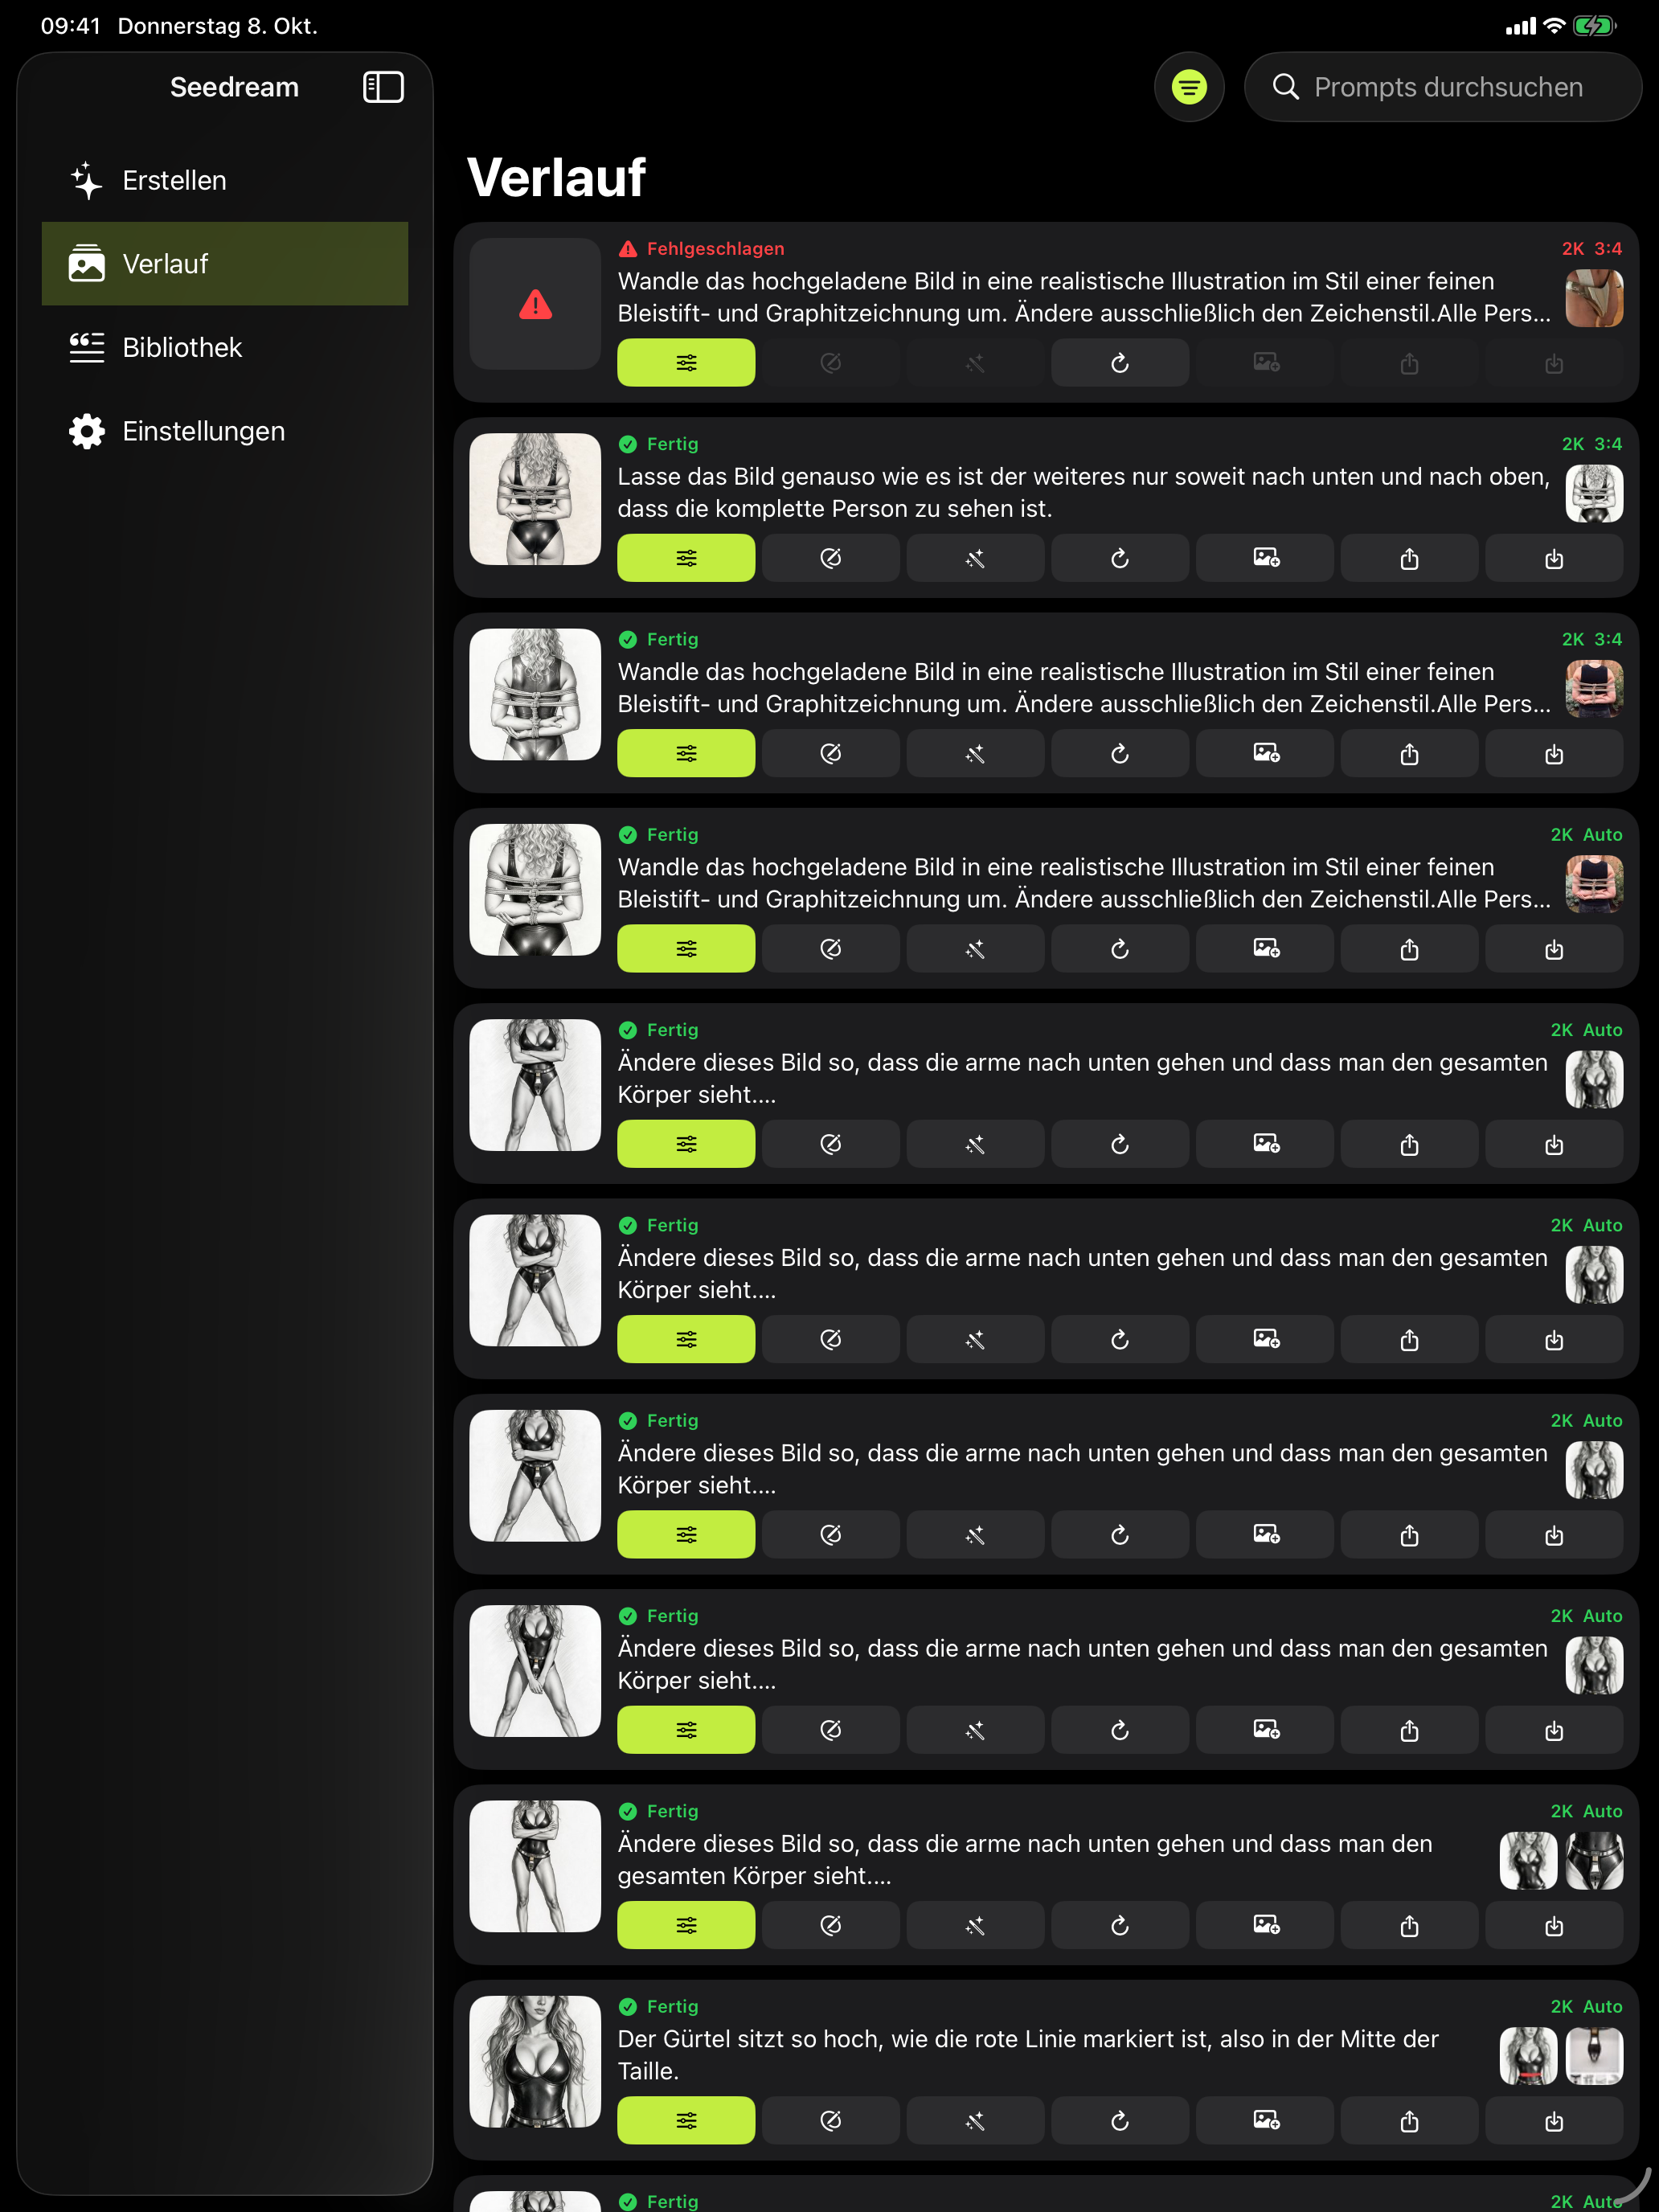 09:41 Donnerstag 8. Okt.
Seedream
Erstellen
Verlauf
Bibliothek
Einstellungen
Prompts durchsuchen
Verlauf
Fehlgeschlagen 2K 3:4
Wandle das hochgeladene Bild in eine realistische Illustration im Stil einer feinen
Bleistift- und Graphitzeichnung um. Ändere ausschließlich den Zeichenstil.Alle Pers...
Fertig 2K 3:4
Lasse das Bild genauso wie es ist der weiteres nur soweit nach unten und nach oben,
dass die komplette Person zu sehen ist.
Fertig 2K 3:4
Wandle das hochgeladene Bild in eine realistische Illustration im Stil einer feinen
Bleistift- und Graphitzeichnung um. Ändere ausschließlich den Zeichenstil.Alle Pers...
Fertig 2K Auto
Wandle das hochgeladene Bild in eine realistische Illustration im Stil einer feinen
Bleistift- und Graphitzeichnung um. Ändere ausschließlich den Zeichenstil.Alle Pers...
Fertig 2K Auto
Ändere dieses Bild so, dass die arme nach unten gehen und dass man den gesamten
Körper sieht....
Fertig 2K Auto
Ändere dieses Bild so, dass die arme nach unten gehen und dass man den gesamten
Körper sieht....
Fertig 2K Auto
Ändere dieses Bild so, dass die arme nach unten gehen und dass man den gesamten
Körper sieht....
Fertig 2K Auto
Ändere dieses Bild so, dass die arme nach unten gehen und dass man den gesamten
Körper sieht....
Fertig 2K Auto
Ändere dieses Bild so, dass die arme nach unten gehen und dass man den
gesamten Körper sieht....
Fertig 2K Auto
Der Gürtel sitzt so hoch, wie die rote Linie markiert ist, also in der Mitte der
Taille.
Fertig 2K Auto